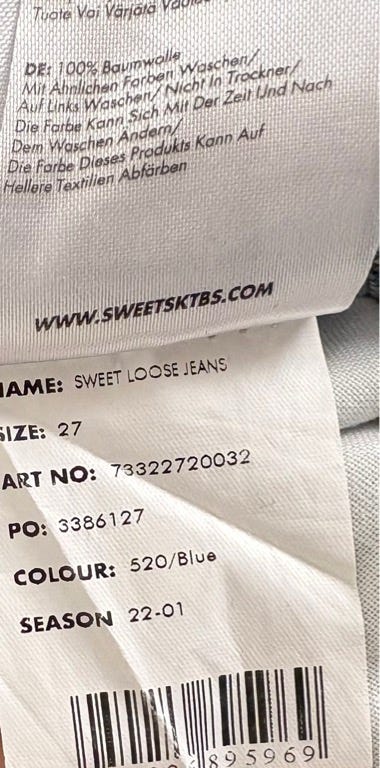 Tuote Voi Värjätä
DE: 100% Baumwolle
Mit Ähnlichen Farben Waschen/
Auf Links Waschen/ Nicht In Trockner/
Die Farbe Kann Sich Mit Der Zeit Und Nach
Dem Waschen Ändern/
Die Farbe Dieses Produkts Kann Auf
Hellere Textilien Abfärben
WWW.SWEETSKTBS.COM
NAME: SWEET LOOSE JEANS
SIZE: 27
ART NO: 73322720032
PO: 3386127
COLOUR: 520/Blue
SEASON 22-01
895969